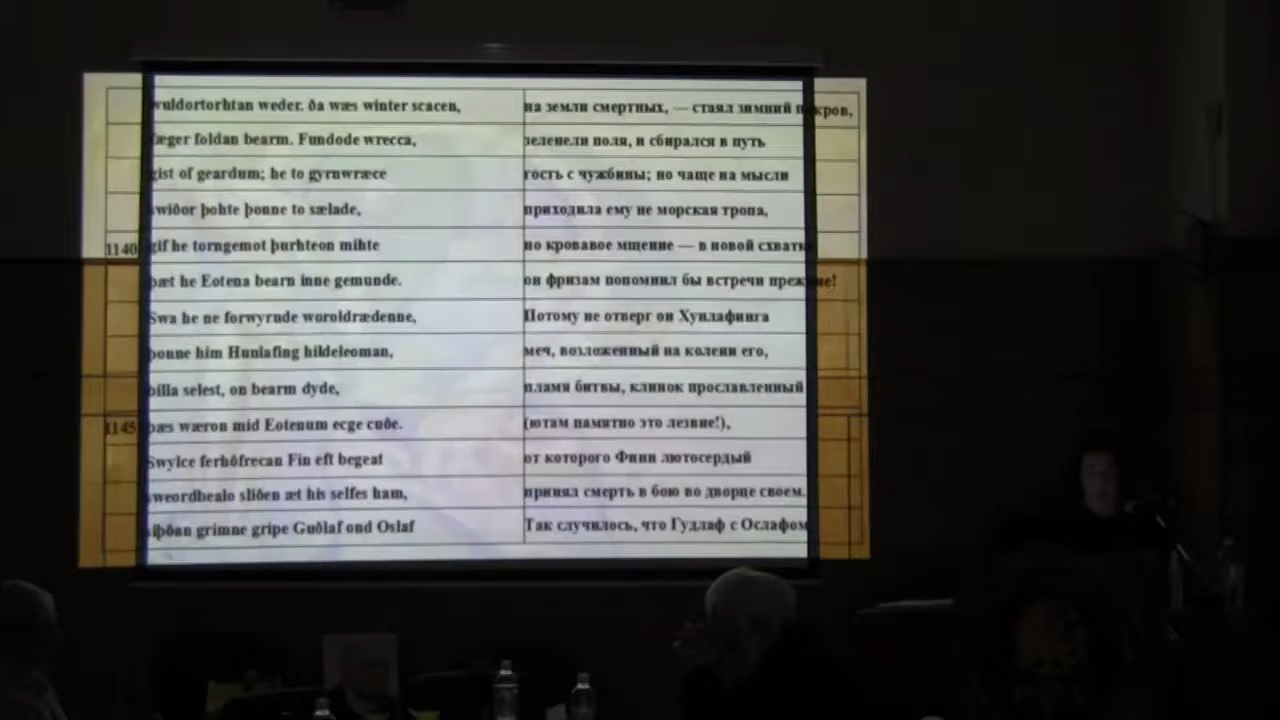 wuldortorhtan weder. ða wæs winter scacen, на земли смертных, — стаял зимний покров,
fæger foldan bearm. Fundode wrecca, зеленели поля, и сбирался в путь
gist of geardum; he to gyrnwræce гость с чужбины; но чаще на мысли
swiðor þohte þonne to sælade, приходила ему не морская тропа,
1140 gif he torngemot þurhteon mihte но кровавое мщение — в новой схватк
þæt he Eotena bearn inne gemunde. он фризам попомнил бы встречи прежние!
Swa he ne forwyrnde woroldrædenne, Потому не отверг он Хунлафинга
þonne him Hunlafing hildeleoman, меч, возложенный на колени его,
billa selest, on bearm dyde, пламя битвы, клинок прославленный
1145 þæs wæron mid Eotenum ecge cuðe. (ютам памятно это лезвие!),
Swylce ferhðfrecan Fin eft begeat от которого Финн лютосердый
sweordbealo sliðen æt his selfes ham, принял смерть в бою во дворце своем.
siþðan grimne gripe Guðlaf ond Oslaf Так случилось, что Гудлаф с Ослафом